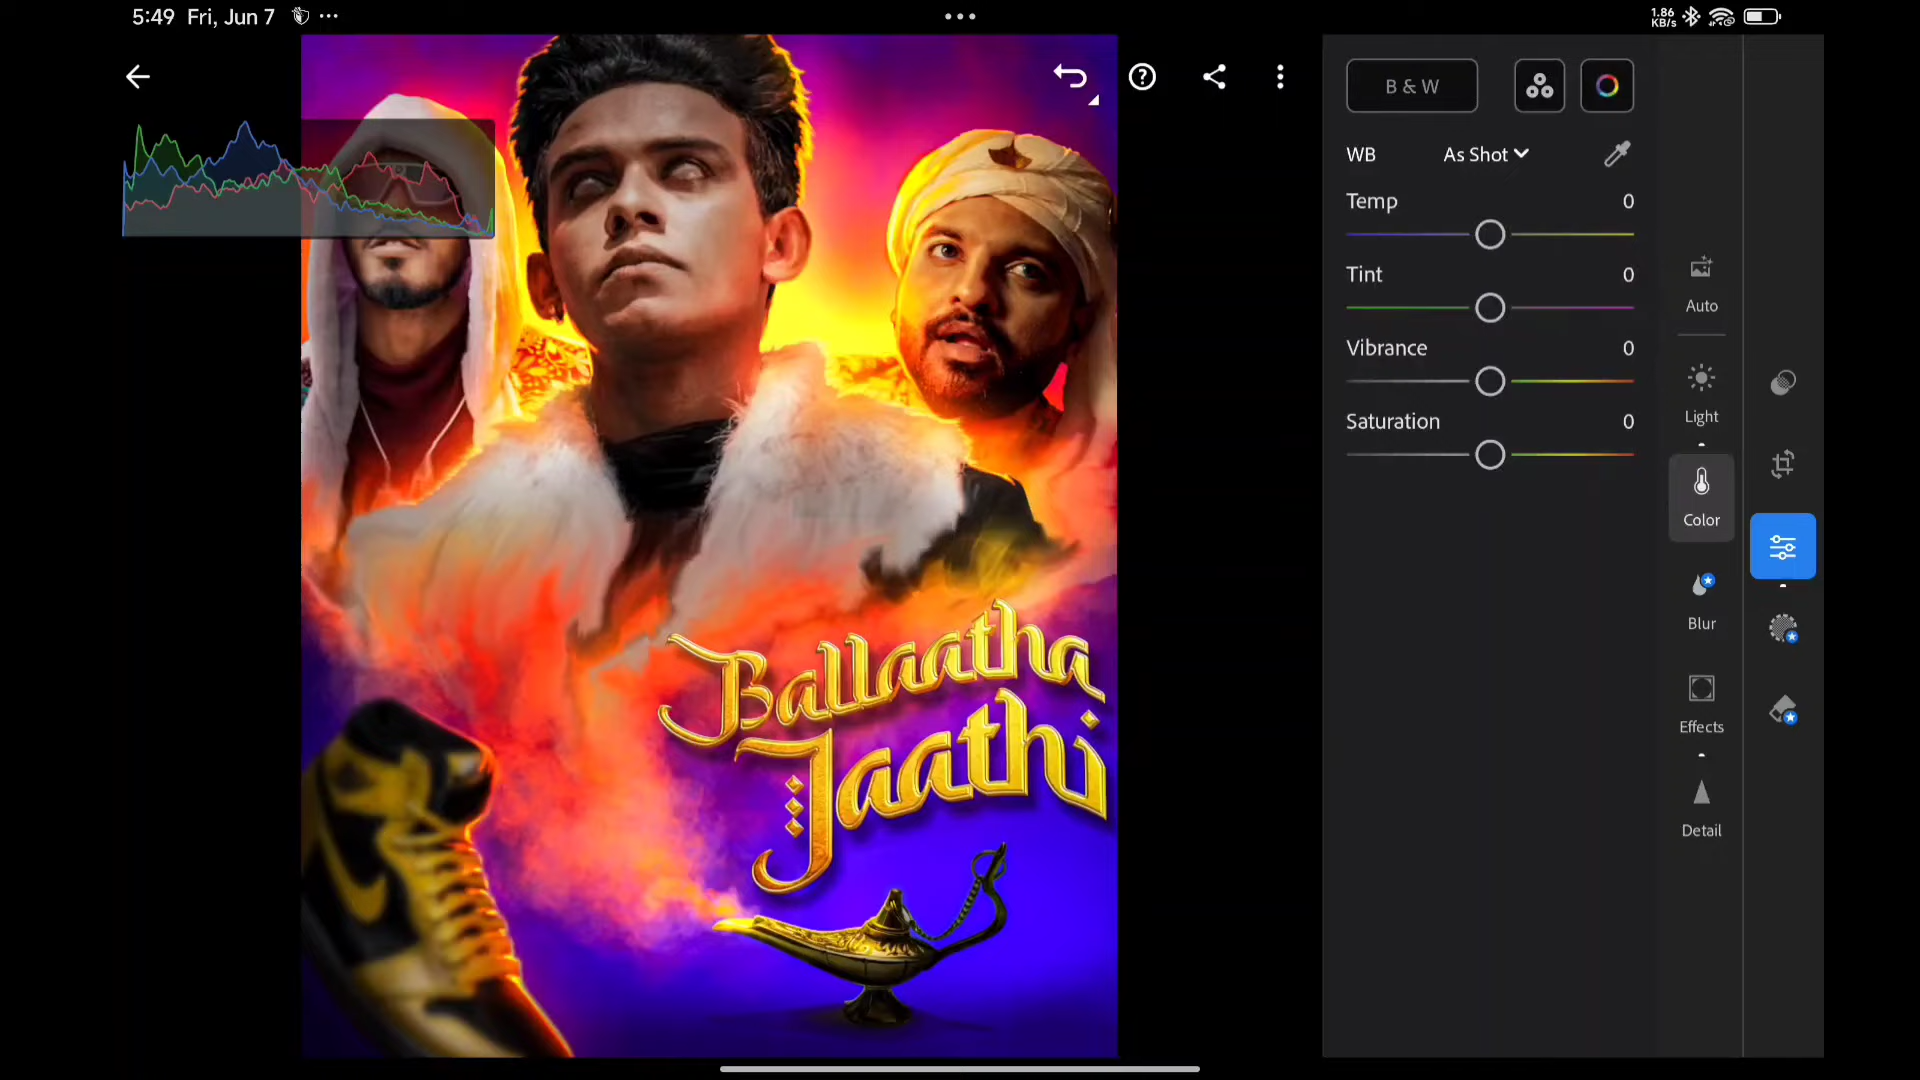 5:49 Fri, Jun 7
1.86
KB/s
B & W
WB As Shot
Temp 0
Tint 0
Vibrance 0
Saturation 0
Auto
Light
Color
Blur
Effects
Detail
Ballaatha
Jaathi